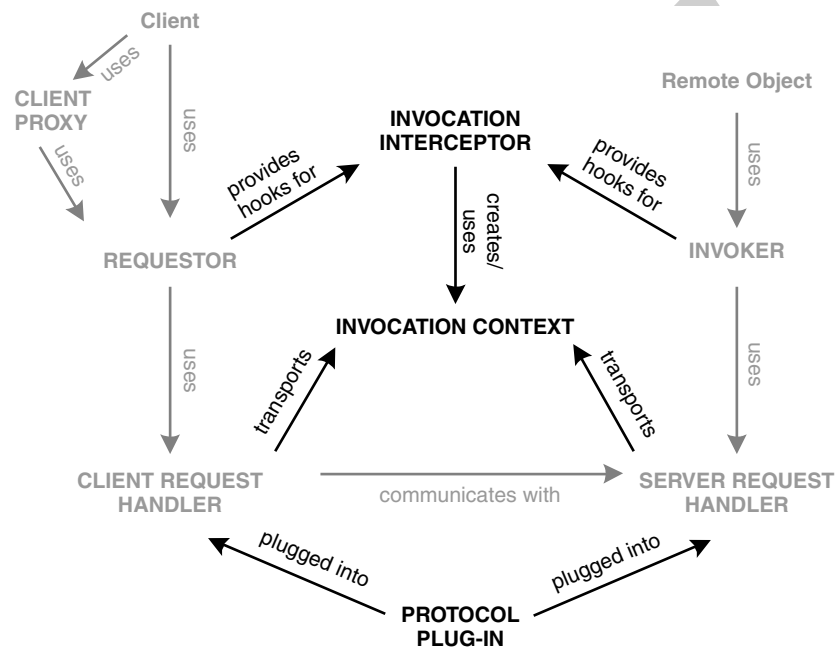 Client
uses
CLIENT
PROXY
uses
uses
Remote Object
INVOCATION
INTERCEPTOR
uses
provides
hooks for
provides
hooks for
creates/
uses
REQUESTOR
INVOKER
INVOCATION CONTEXT
uses
transports
transports
uses
CLIENT REQUEST
HANDLER
communicates with
SERVER REQUEST
HANDLER
plugged into
plugged into
PROTOCOL
PLUG-IN